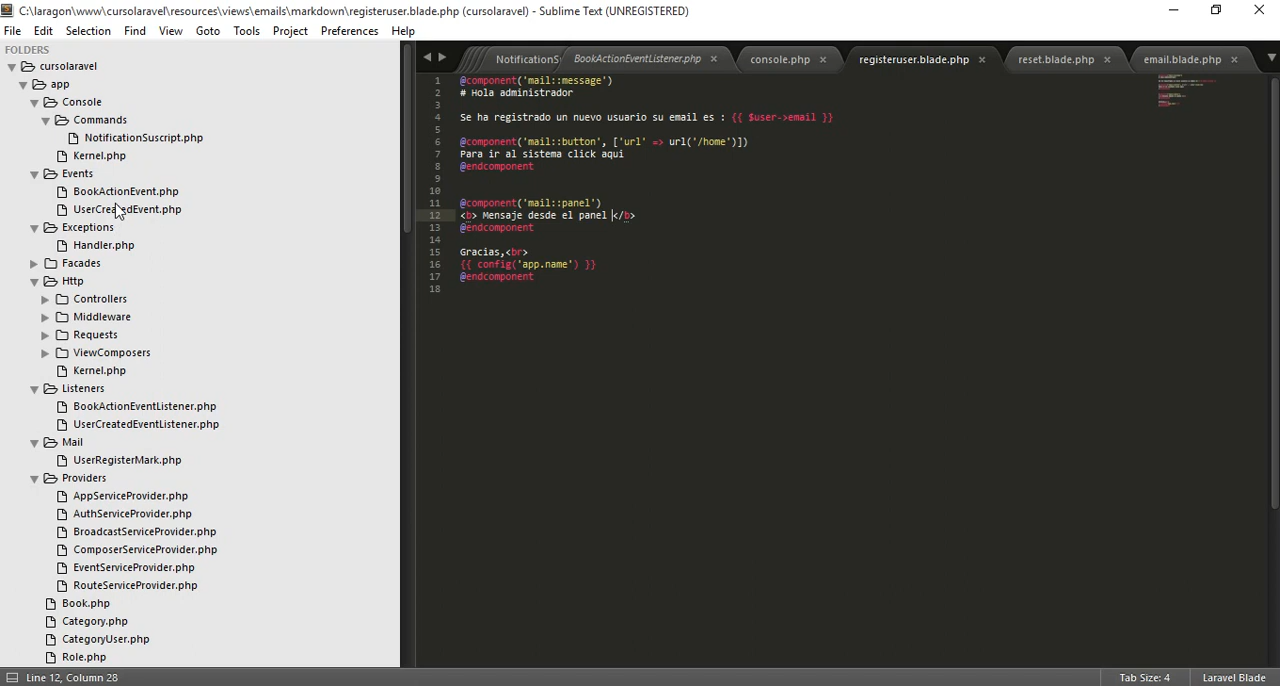 C:\laragon\www\cursolaravel\resources\views\emails\markdown\registeruser.blade.php (cursolaravel) - Sublime Text (UNREGISTERED)
File Edit Selection Find View Goto Tools Project Preferences Help
FOLDERS
cursolaravel
app
Console
Commands
NotificationSuscript.php
Kernel.php
Events
BookActionEvent.php
UserCreatedEvent.php
Exceptions
Handler.php
Facades
Http
Controllers
Middleware
Requests
ViewComposers
Kernel.php
Listeners
BookActionEventListener.php
UserCreatedEventListener.php
Mail
UserRegisterMark.php
Providers
AppServiceProvider.php
AuthServiceProvider.php
BroadcastServiceProvider.php
ComposerServiceProvider.php
EventServiceProvider.php
RouteServiceProvider.php
Book.php
Category.php
CategoryUser.php
Role.php
NotificationS BookActionEventListener.php console.php registeruser.blade.php reset.blade.php email.blade.php
1 @component('mail::message')
2 # Hola administrador
3
4 Se ha registrado un nuevo usuario su email es : {{ $user->email }}
5
6 @component('mail::button', ['url' => url('/home')])
7 Para ir al sistema click aqui
8 @endcomponent
9
10
11 @component('mail::panel')
12 <b> Mensaje desde el panel </b>
13 @endcomponent
14
15 Gracias,<br>
16 {{ config('app.name') }}
17 @endcomponent
18
Line 12, Column 28 Tab Size: 4 Laravel Blade